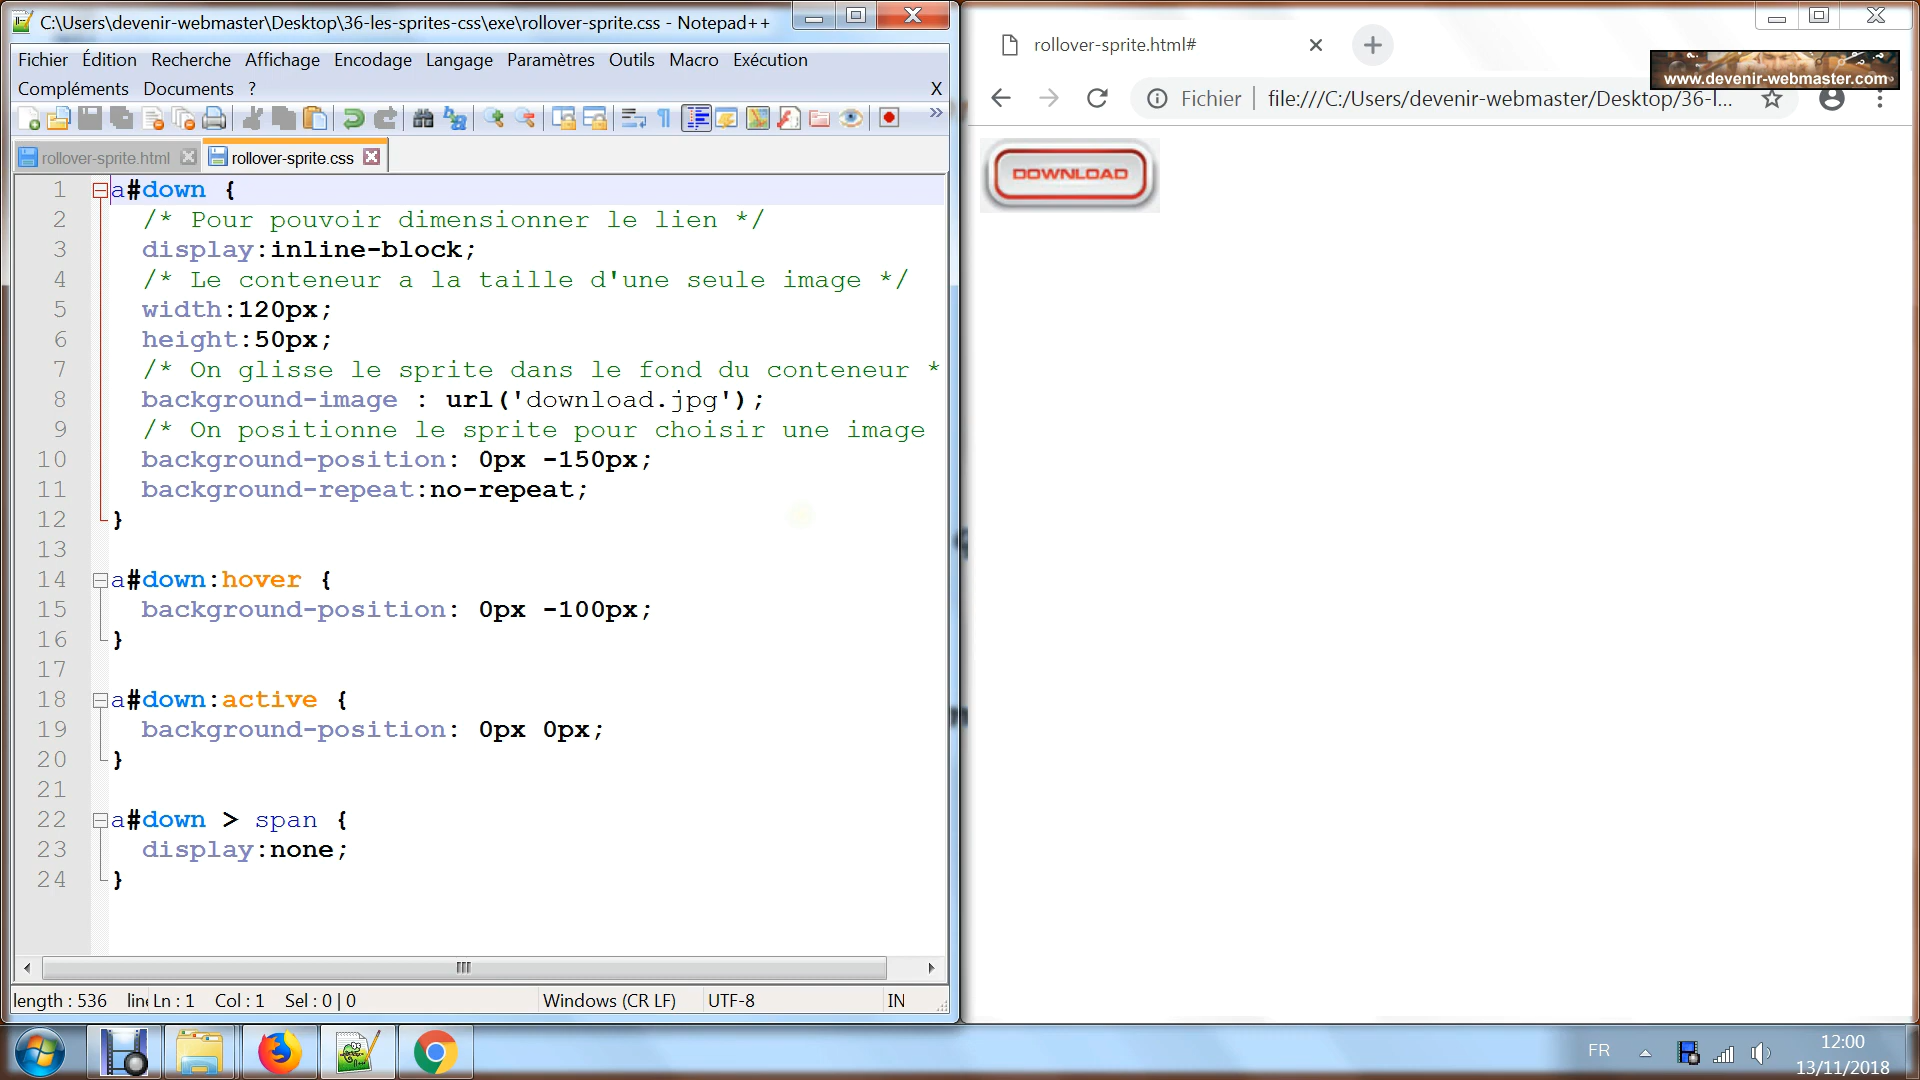 C:\Users\devenir-webmaster\Desktop\36-les-sprites-css\exe\rollover-sprite.css - Notepad++
Fichier Édition Recherche Affichage Encodage Langage Paramètres Outils Macro Exécution
Compléments Documents ? X
rollover-sprite.html rollover-sprite.css
1 a#down {
2 /* Pour pouvoir dimensionner le lien */
3 display:inline-block;
4 /* Le conteneur a la taille d'une seule image */
5 width:120px;
6 height:50px;
7 /* On glisse le sprite dans le fond du conteneur *
8 background-image : url('download.jpg');
9 /* On positionne le sprite pour choisir une image
10 background-position: 0px -150px;
11 background-repeat:no-repeat;
12 }
13
14 a#down:hover {
15 background-position: 0px -100px;
16 }
17
18 a#down:active {
19 background-position: 0px 0px;
20 }
21
22 a#down > span {
23 display:none;
24 }
length : 536 line Ln : 1 Col : 1 Sel : 0 | 0 Windows (CR LF) UTF-8 IN
rollover-sprite.html#
www.devenir-webmaster.com
Fichier file:///C:/Users/devenir-webmaster/Desktop/36-l...
DOWNLOAD
FR 12:00
13/11/2018